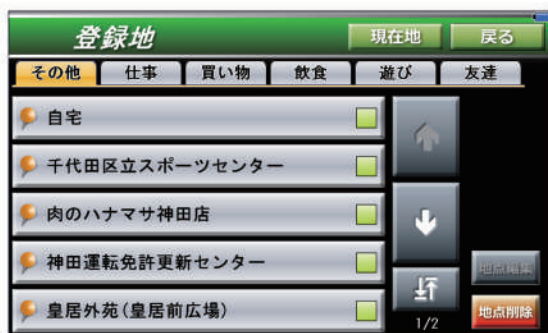 登録地 現在地 戻る
その他 仕事 買い物 飲食 遊び 友達
自宅
千代田区立スポーツセンター
肉のハナマサ神田店
神田運転免許更新センター
地点編集
皇居外苑(皇居前広場)
1/2 地点削除